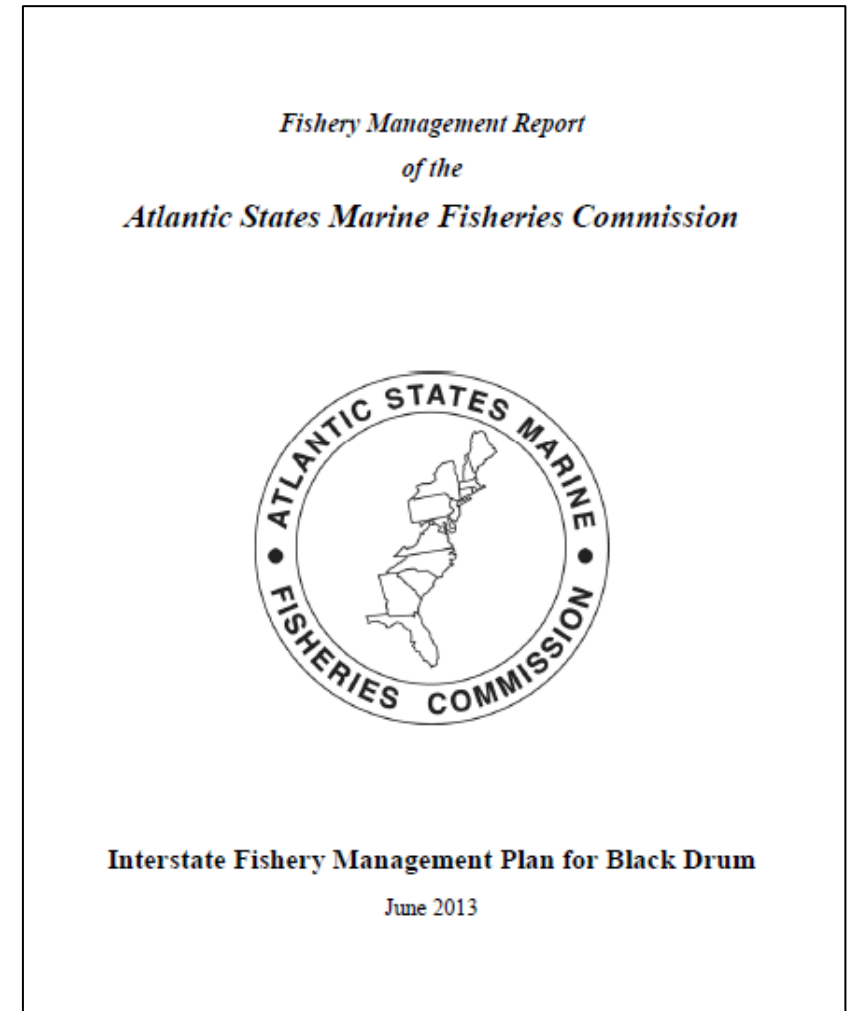 Fishery Management Report
of the
Atlantic States Marine Fisheries Commission
ATLANTIC STATES MARINE
FISHERIES COMMISSION
Interstate Fishery Management Plan for Black Drum
June 2013